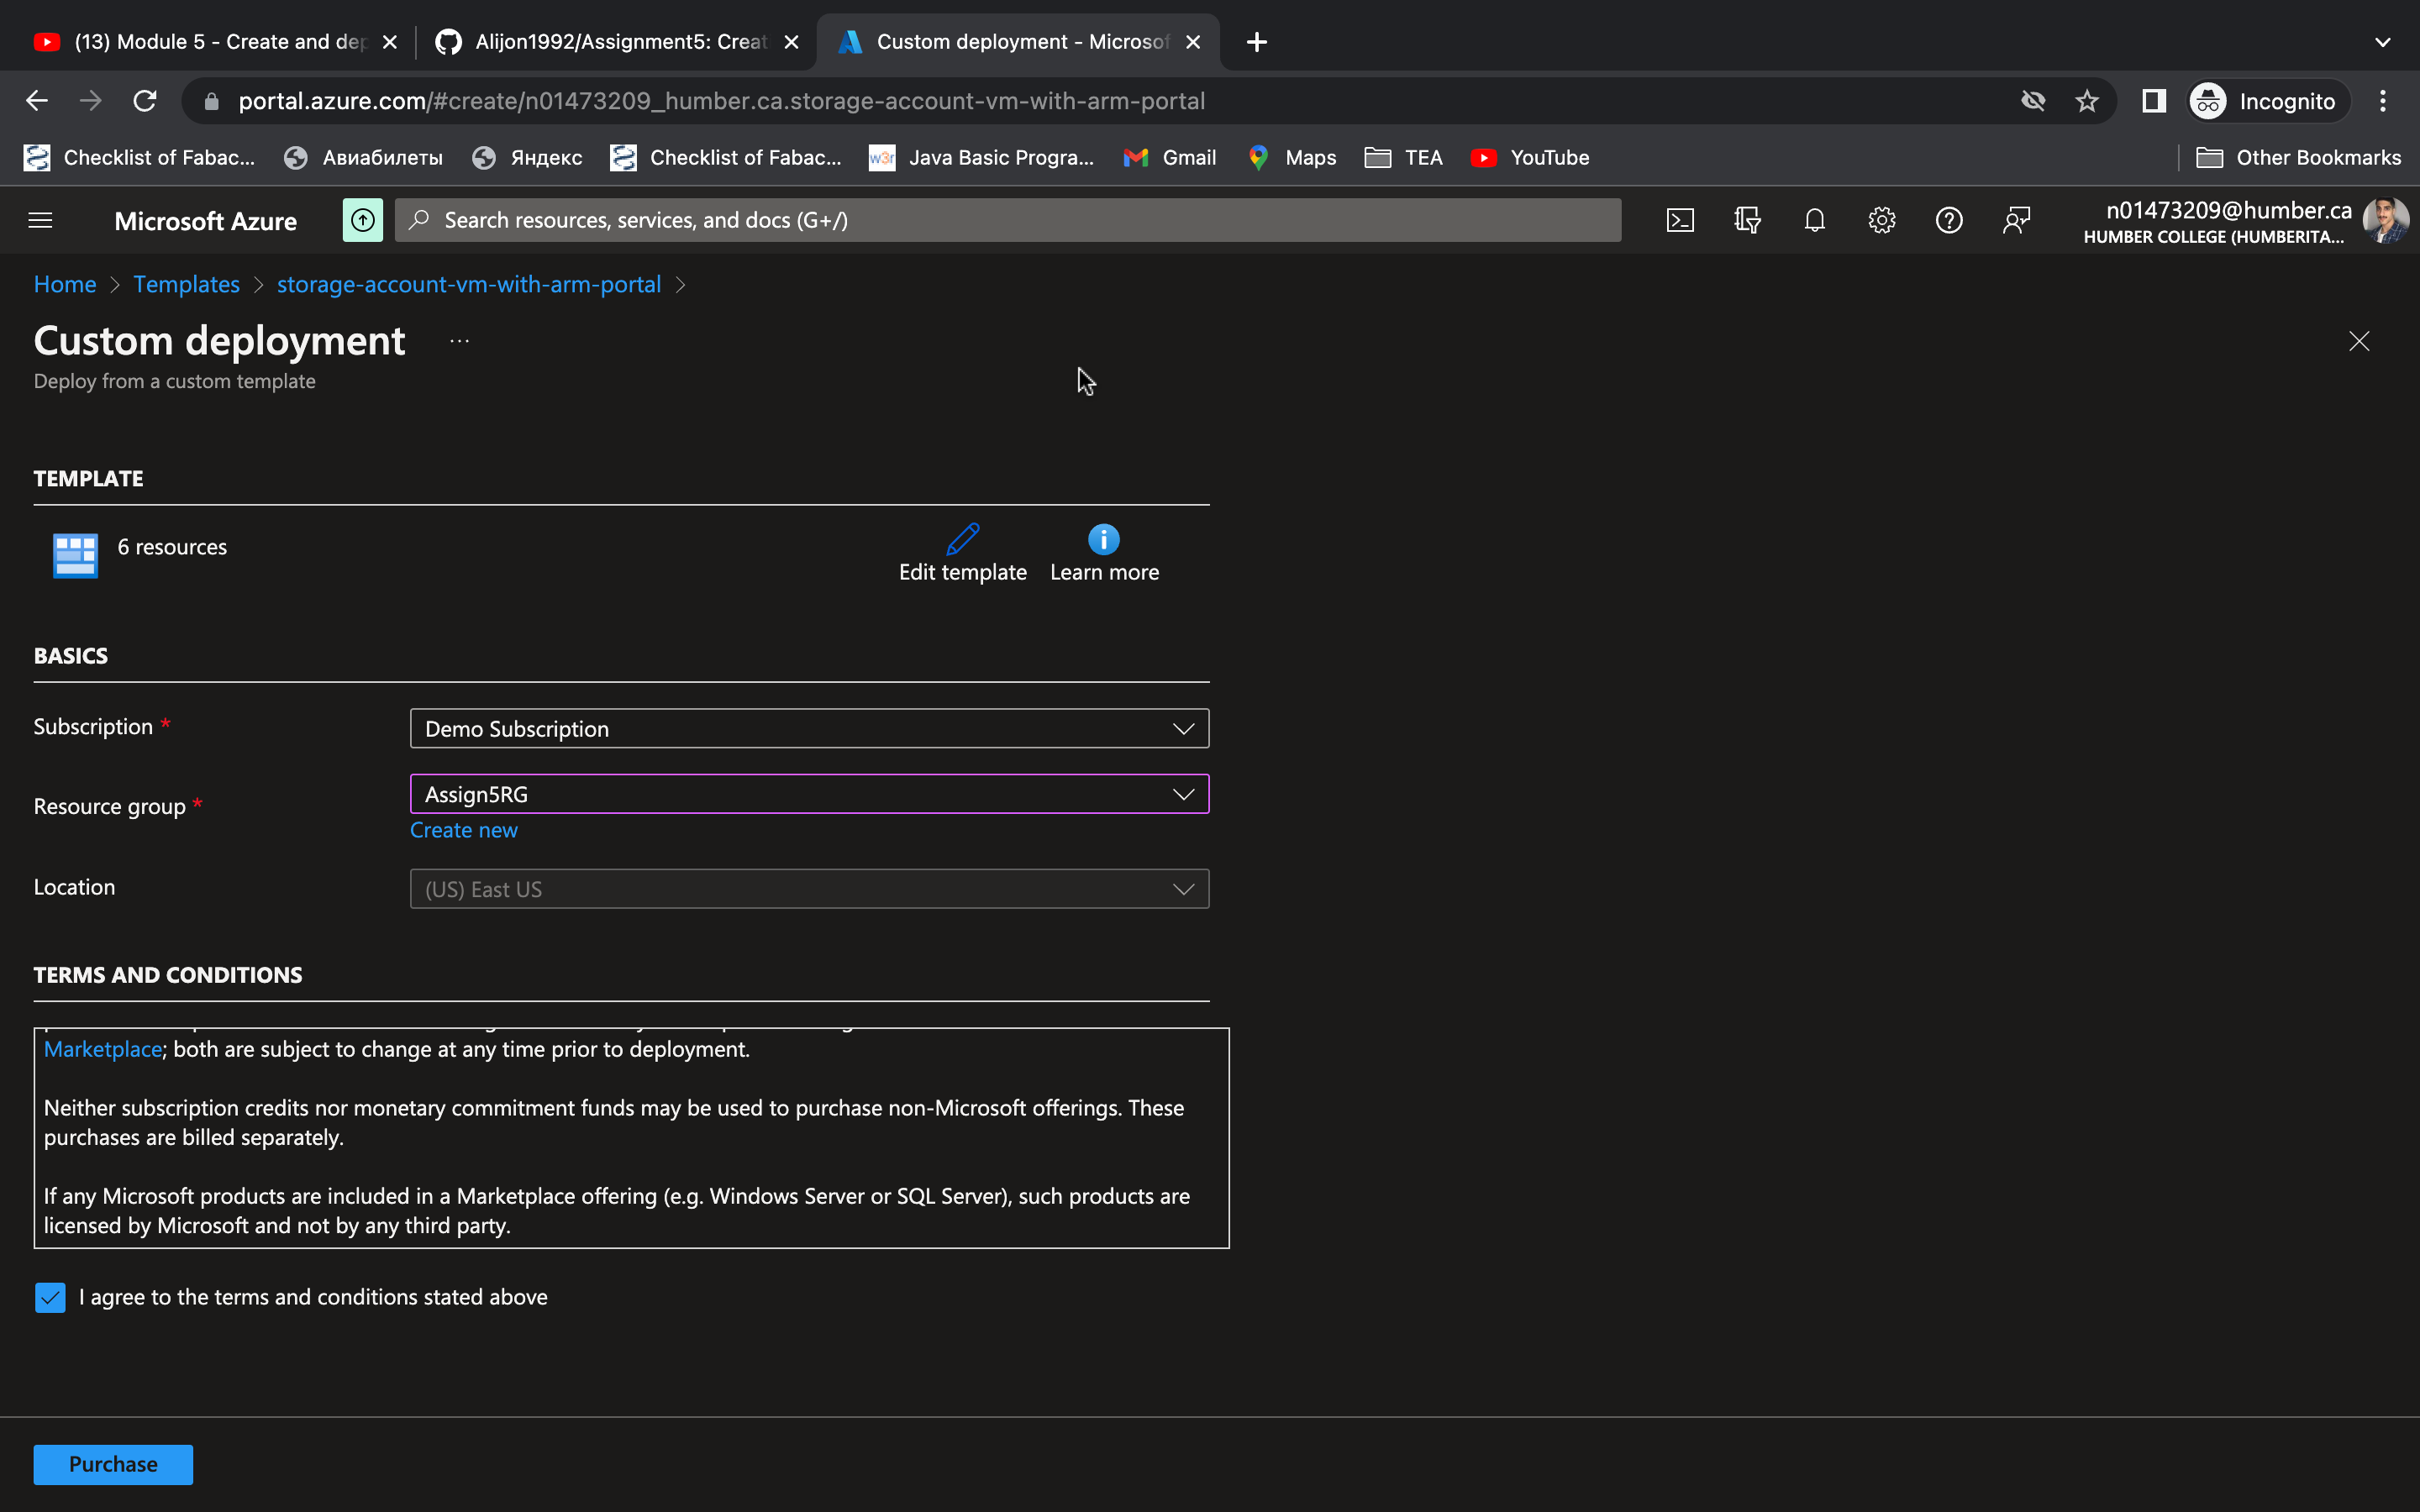 (13) Module 5 - Create and dep
Alijon1992/Assignment5: Creat
Custom deployment - Microsof
portal.azure.com/#create/n01473209_humber.ca.storage-account-vm-with-arm-portal
Incognito
Checklist of Fabac...
Авиабилеты
Яндекс
Checklist of Fabac...
w3r
Java Basic Progra...
Gmail
Maps
TEA
YouTube
Other Bookmarks
Microsoft Azure
Search resources, services, and docs (G+/)
n01473209@humber.ca
HUMBER COLLEGE (HUMBERITA...
Home > Templates > storage-account-vm-with-arm-portal >
Custom deployment ...
Deploy from a custom template
TEMPLATE
6 resources
Edit template
Learn more
BASICS
Subscription *
Demo Subscription
Resource group *
Assign5RG
Create new
Location
(US) East US
TERMS AND CONDITIONS
Marketplace; both are subject to change at any time prior to deployment.
Neither subscription credits nor monetary commitment funds may be used to purchase non-Microsoft offerings. These
purchases are billed separately.
If any Microsoft products are included in a Marketplace offering (e.g. Windows Server or SQL Server), such products are
licensed by Microsoft and not by any third party.
I agree to the terms and conditions stated above
Purchase